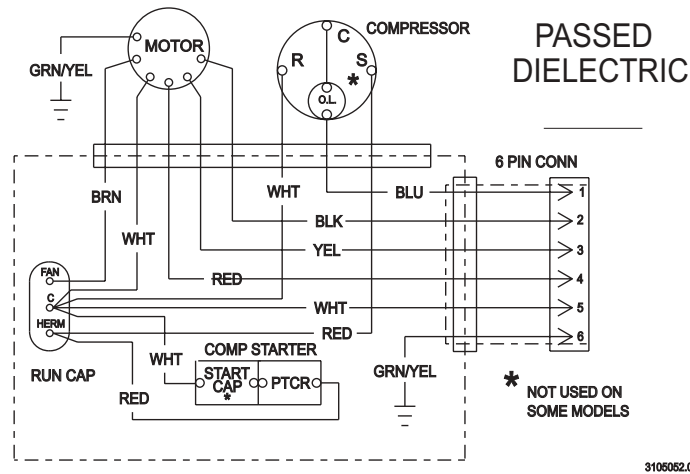 MOTOR
GRN/YEL
COMPRESSOR
C
R
S
*
O.L.
PASSED
DIELECTRIC
6 PIN CONN
BRN
WHT
WHT
BLU
1
BLK
2
YEL
3
RED
4
WHT
5
RED
6
FAN
C
HERM
RUN CAP
WHT
RED
COMP STARTER
START
CAP
*
PTCR
GRN/YEL
* NOT USED ON
SOME MODELS